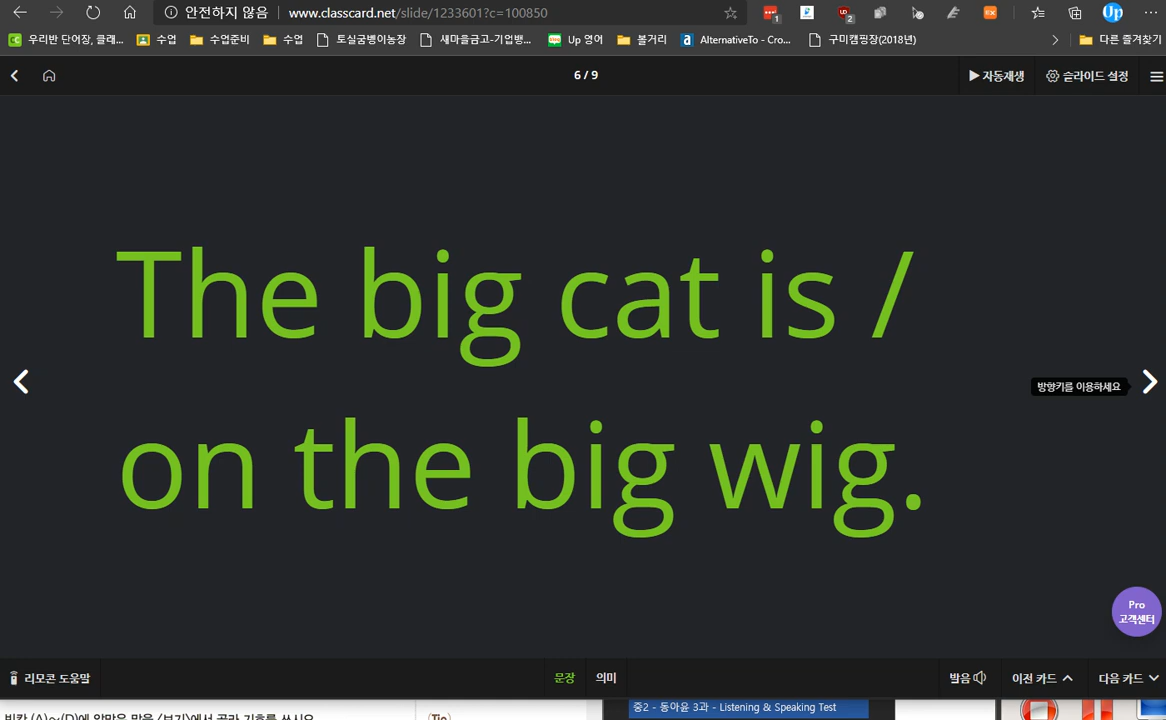 안전하지 않음 www.classcard.net/slide/1233601?c=100850
우리반 단어장, 클래... 수업 수업준비 수업 토실굼벵이농장 새마을금고-기업뱅... Up 영어 볼거리 AlternativeTo - Cro... 구미캠핑장(2018년) 다른 즐겨찾기
6 / 9 자동재생 슬라이드 설정
The big cat is /
방향키를 이용하세요
on the big wig.
Pro
고객센터
리모콘 도움말 문장 의미 발음 이전 카드 다음 카드
중2 - 동아윤 3과 - Listening & Speaking Test
Tip